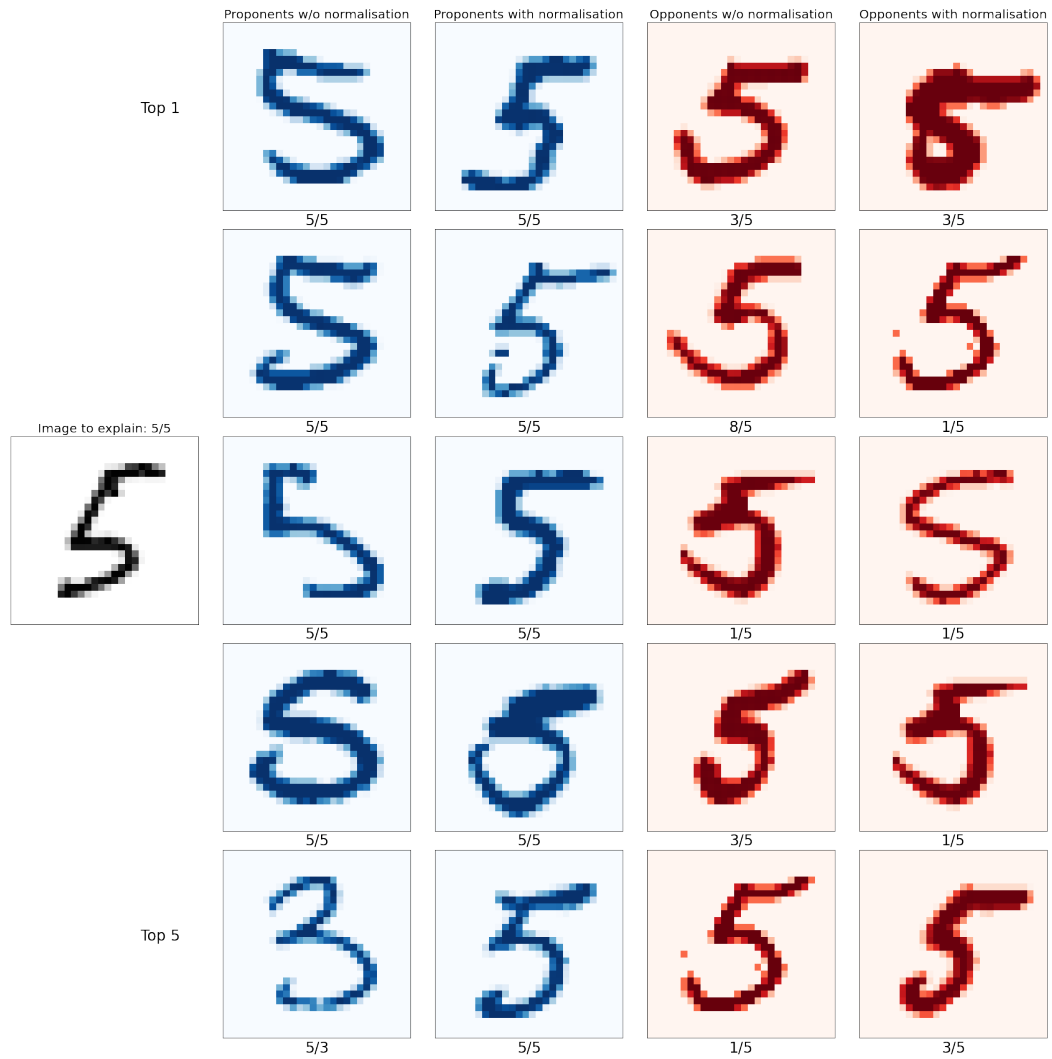 Proponents w/o normalisation Proponents with normalisation Opponents w/o normalisation Opponents with normalisation
Top 1
5/5 5/5 3/5 3/5
5/5 5/5 8/5 1/5
Image to explain: 5/5
5/5 5/5 1/5 1/5
5/5 5/5 3/5 1/5
Top 5
5/3 5/5 1/5 3/5